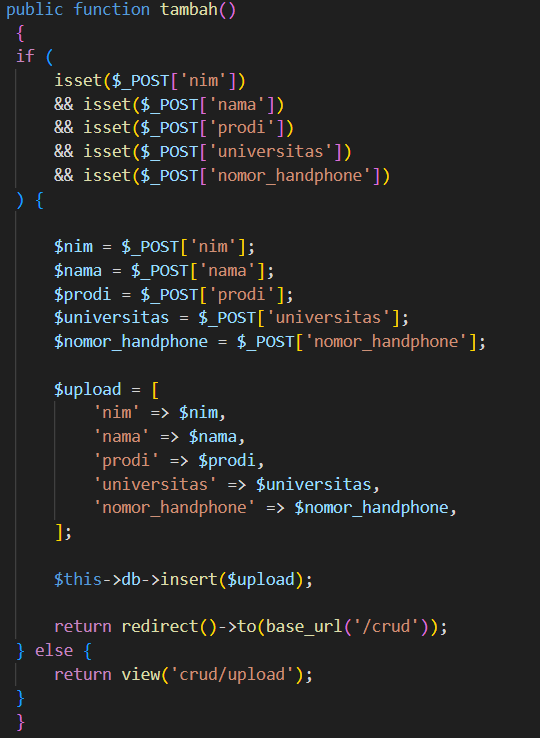 public function tambah()
{
if (
isset($_POST['nim'])
&& isset($_POST['nama'])
&& isset($_POST['prodi'])
&& isset($_POST['universitas'])
&& isset($_POST['nomor_handphone'])
) {
$nim = $_POST['nim'];
$nama = $_POST['nama'];
$prodi = $_POST['prodi'];
$universitas = $_POST['universitas'];
$nomor_handphone = $_POST['nomor_handphone'];
$upload = [
'nim' => $nim,
'nama' => $nama,
'prodi' => $prodi,
'universitas' => $universitas,
'nomor_handphone' => $nomor_handphone,
];
$this->db->insert($upload);
return redirect()->to(base_url('/crud'));
} else {
return view('crud/upload');
}
}